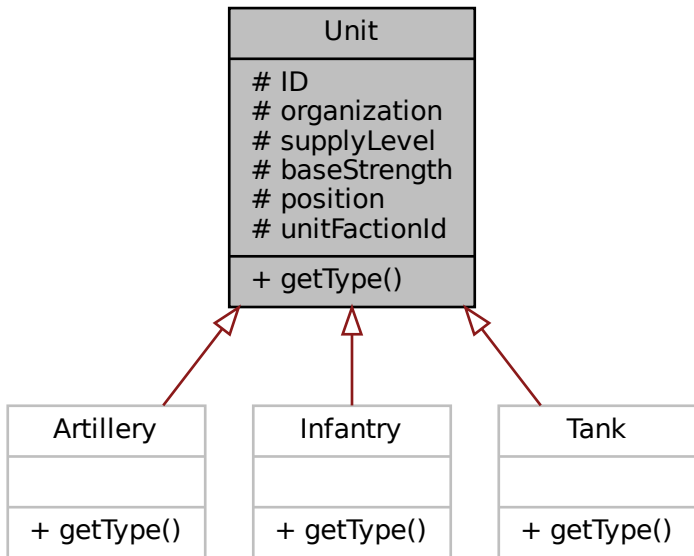 Unit
# ID
# organization
# supplyLevel
# baseStrength
# position
# unitFactionId
+ getType()
Artillery
+ getType()
Infantry
+ getType()
Tank
+ getType()